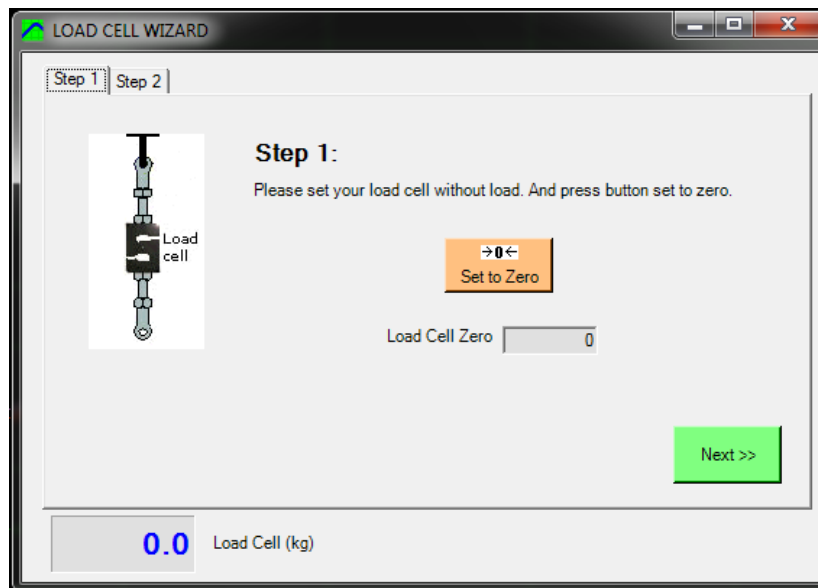 LOAD CELL WIZARD
Step 1
Step 2
Load
cell
Step 1:
Please set your load cell without load. And press button set to zero.
→0←
Set to Zero
Load Cell Zero
0
Next >>
0.0
Load Cell (kg)